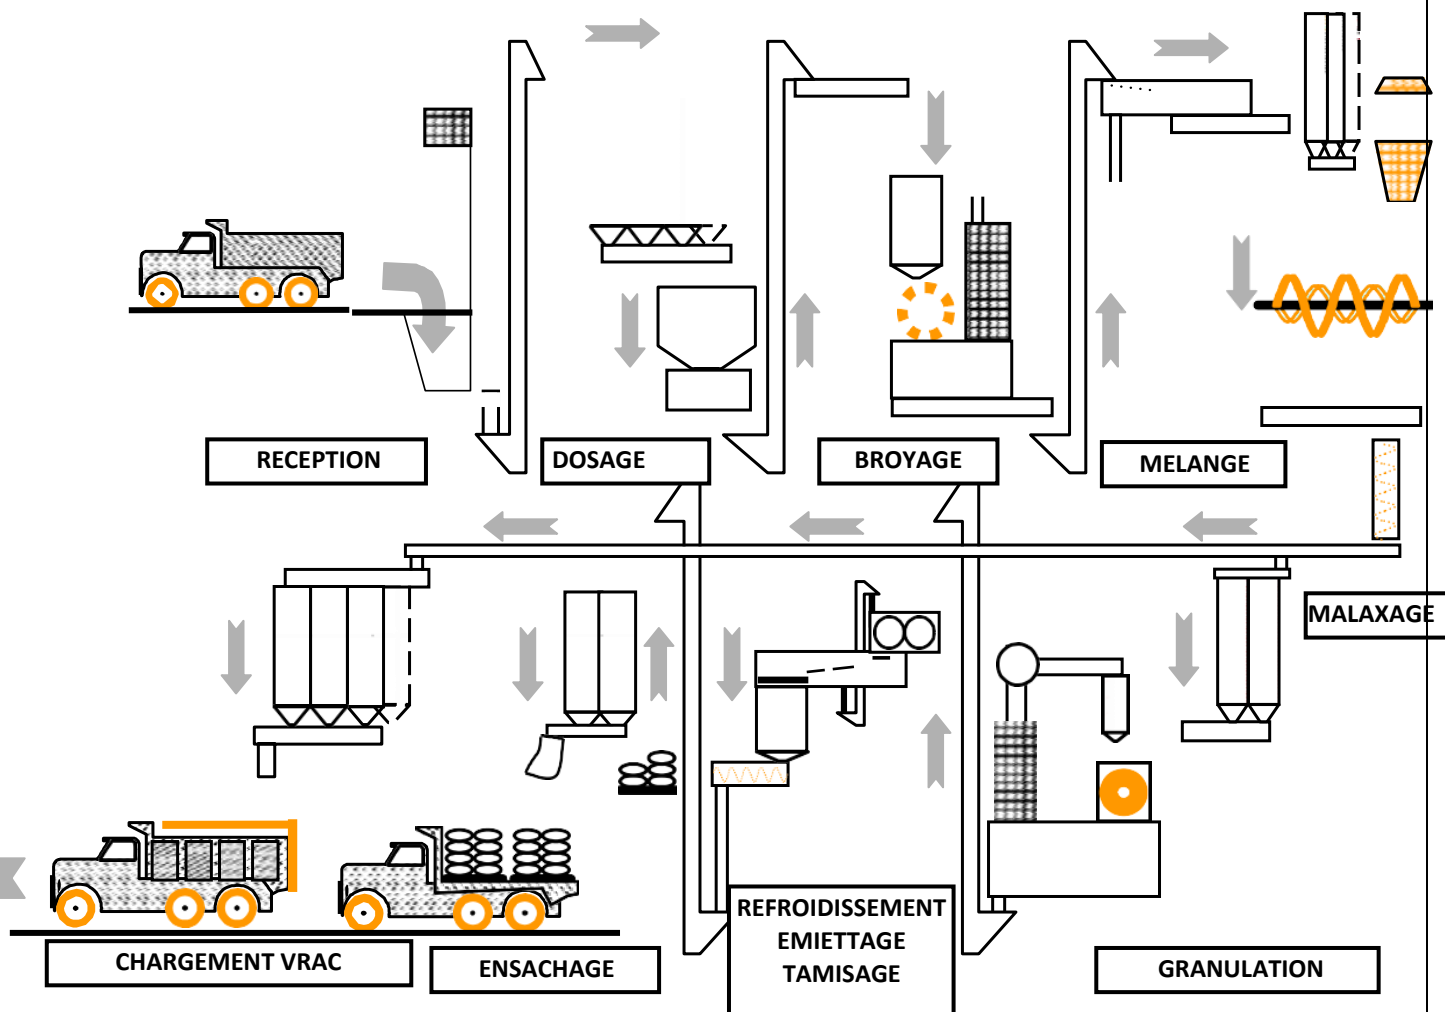 RECEPTION
DOSAGE
BROYAGE
MELANGE
MALAXAGE
CHARGEMENT VRAC
ENSACHAGE
REFROIDISSEMENT
EMIETTAGE
TAMISAGE
GRANULATION